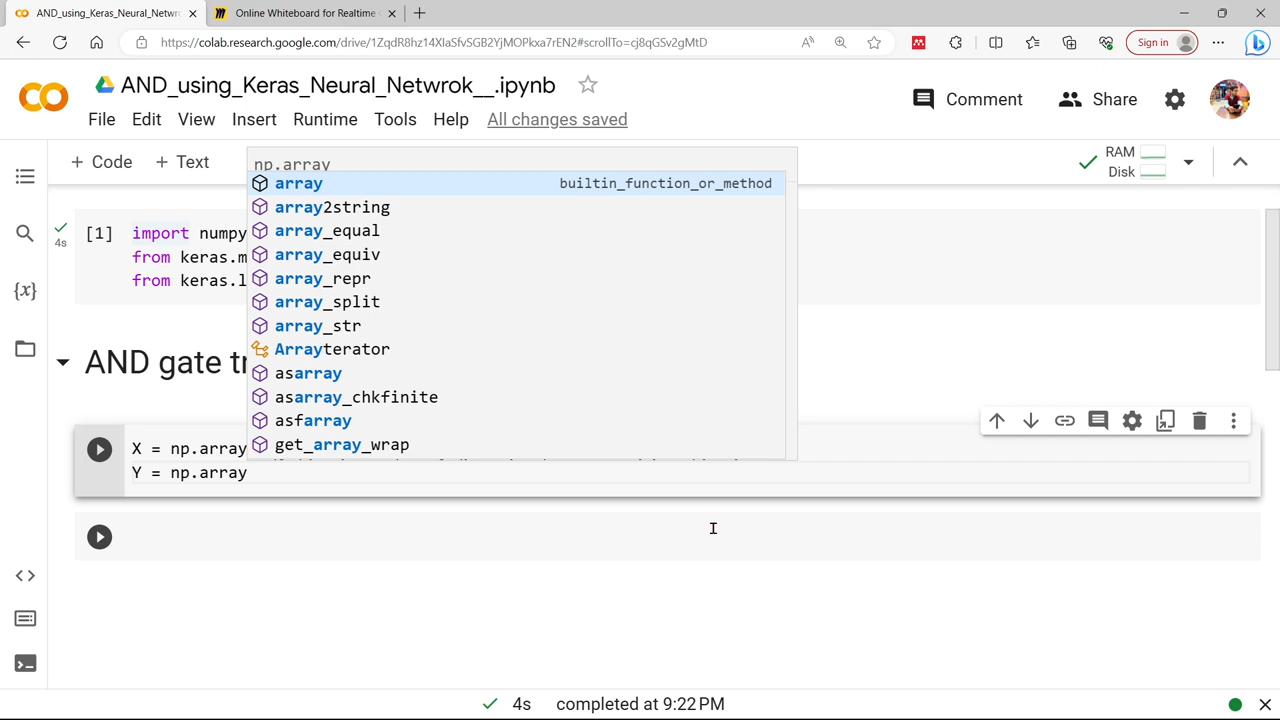 AND_using_Keras_Neural_Netwrok
Online Whiteboard for Realtime
https://colab.research.google.com/drive/1ZqdR8hz14XIaSfvSGB2YjMOPkxa7rEN2#scrollTo=cj8qGSv2gMtD
Sign in
CO AND_using_Keras_Neural_Netwrok__.ipynb
Comment
Share
File Edit View Insert Runtime Tools Help All changes saved
+ Code + Text
RAM
Disk
np.array
array builtin_function_or_method
array2string
array_equal
array_equiv
array_repr
array_split
array_str
Arrayterator
asarray
asarray_chkfinite
asfarray
get_array_wrap
4s
[1] import numpy
from keras.m
from keras.l
AND gate tr
X = np.array
Y = np.array
4s completed at 9:22 PM